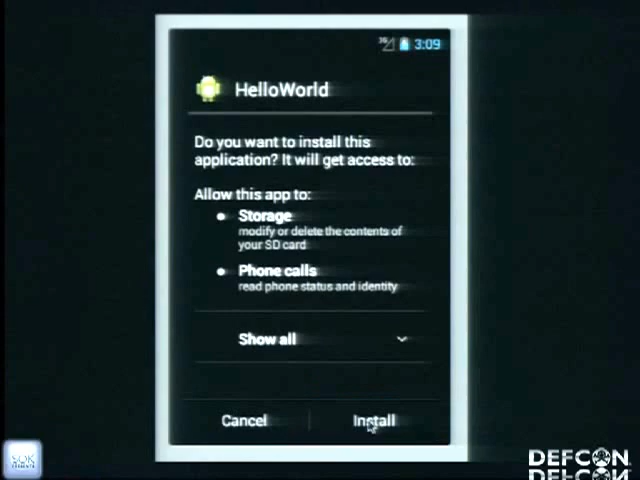 3G 3:09
HelloWorld
Do you want to install this
application? It will get access to:
Allow this app to:
Storage
modify or delete the contents of
your SD card
Phone calls
read phone status and identity
Show all
Cancel Install
DEFCON